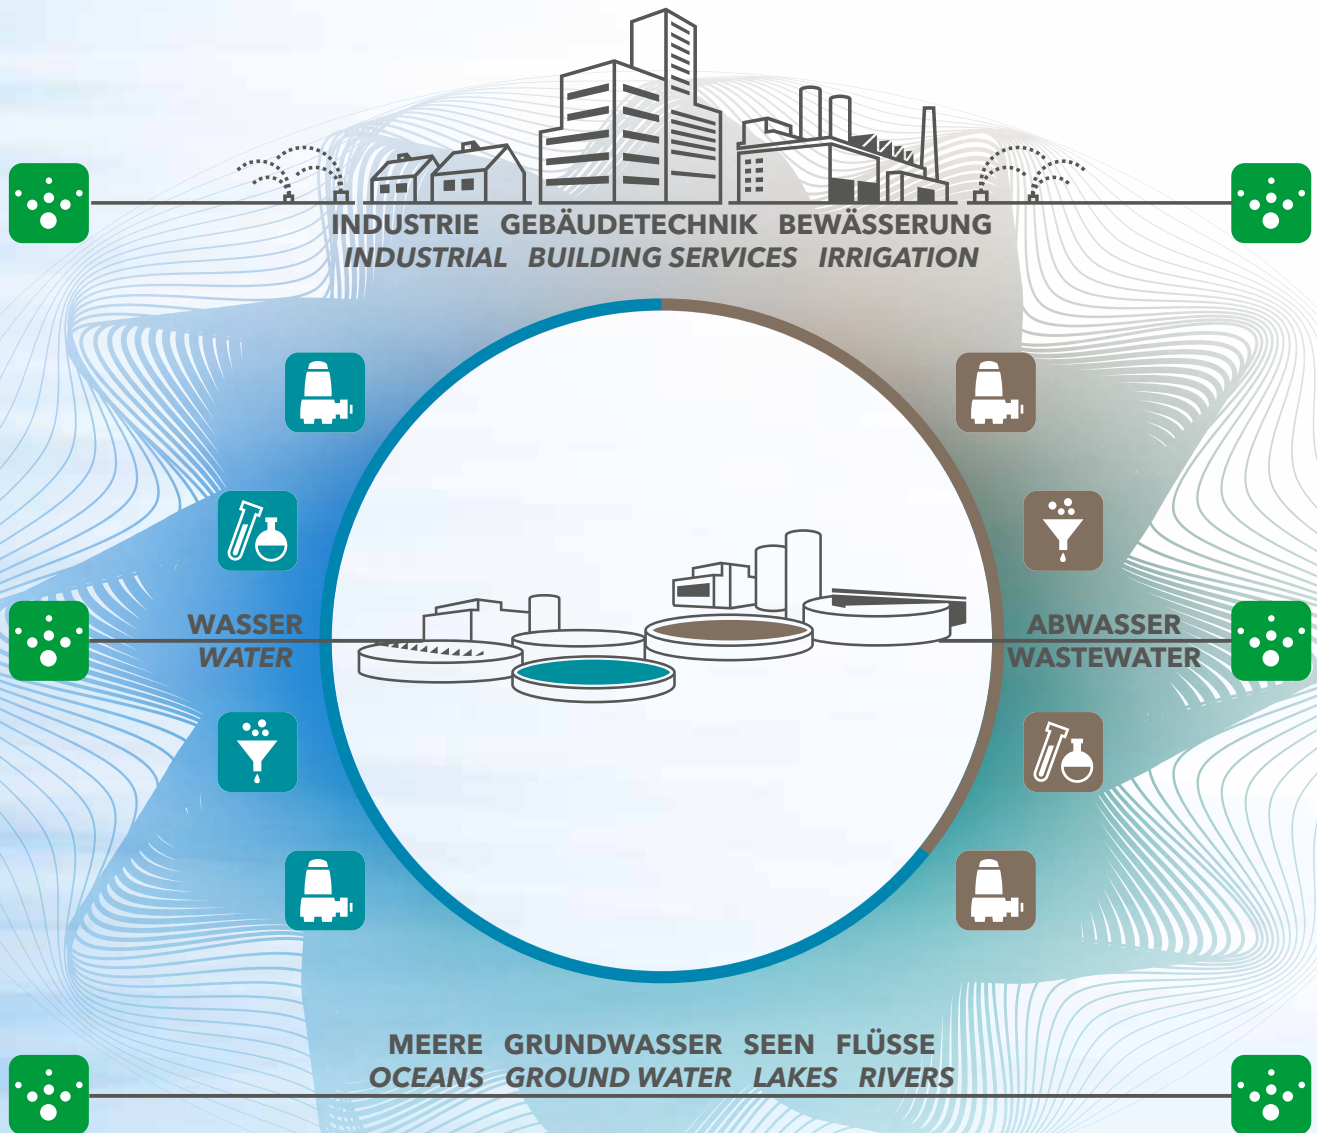 INDUSTRIE GEBÄUDETECHNIK BEWÄSSERUNG
INDUSTRIAL BUILDING SERVICES IRRIGATION
WASSER
WATER
ABWASSER
WASTEWATER
MEERE GRUNDWASSER SEEN FLÜSSE
OCEANS GROUND WATER LAKES RIVERS